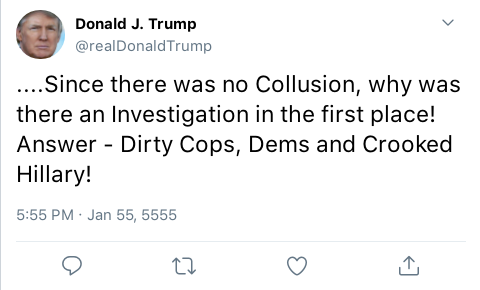 Donald J. Trump
@realDonaldTrump
....Since there was no Collusion, why was
there an Investigation in the first place!
Answer - Dirty Cops, Dems and Crooked
Hillary!
5:55 PM · Jan 55, 5555